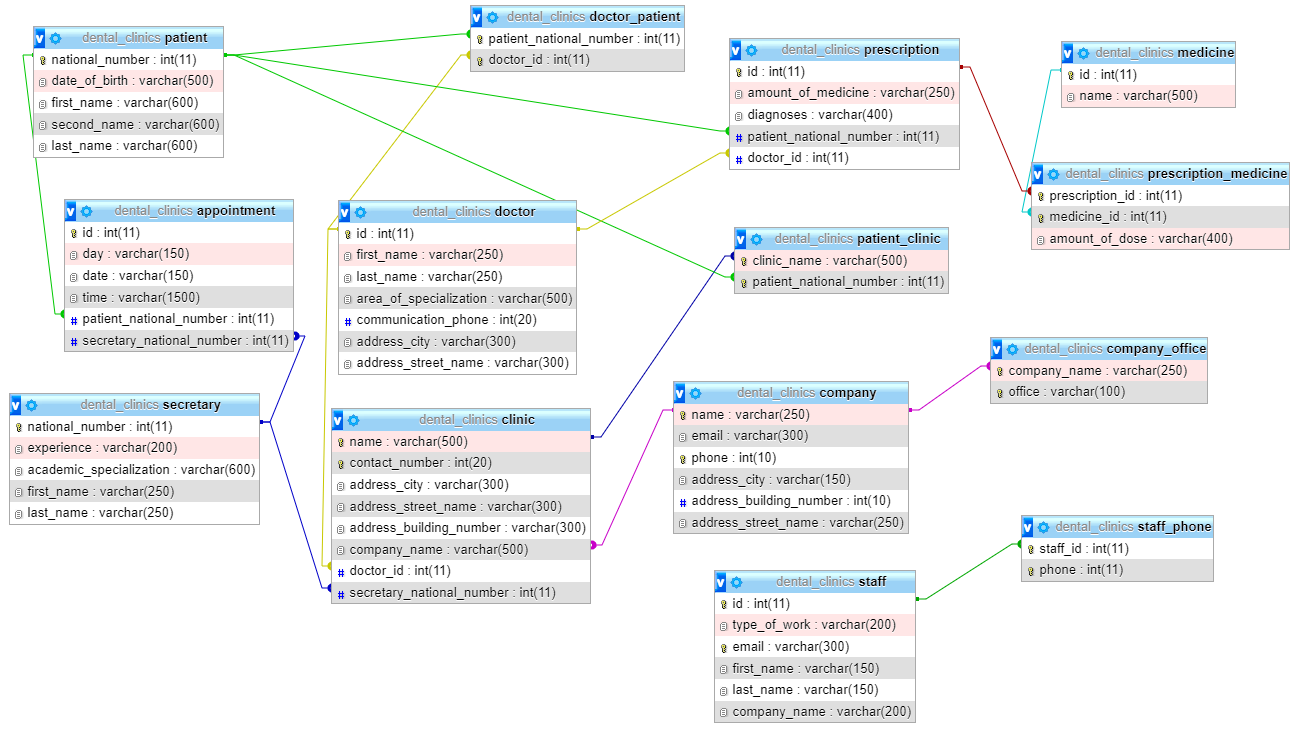 dental_clinics patient
national_number : int(11)
date_of_birth : varchar(500)
first_name : varchar(600)
second_name : varchar(600)
last_name : varchar(600)
dental_clinics doctor_patient
patient_national_number : int(11)
doctor_id : int(11)
dental_clinics prescription
id : int(11)
amount_of_medicine : varchar(250)
diagnoses : varchar(400)
patient_national_number : int(11)
doctor_id : int(11)
dental_clinics medicine
id : int(11)
name : varchar(500)
dental_clinics prescription_medicine
prescription_id : int(11)
medicine_id : int(11)
amount_of_dose : varchar(400)
dental_clinics appointment
id : int(11)
day : varchar(150)
date : varchar(150)
time : varchar(1500)
patient_national_number : int(11)
secretary_national_number : int(11)
dental_clinics doctor
id : int(11)
first_name : varchar(250)
last_name : varchar(250)
area_of_specialization : varchar(500)
communication_phone : int(20)
address_city : varchar(300)
address_street_name : varchar(300)
dental_clinics patient_clinic
clinic_name : varchar(500)
patient_national_number : int(11)
dental_clinics secretary
national_number : int(11)
experience : varchar(200)
academic_specialization : varchar(600)
first_name : varchar(250)
last_name : varchar(250)
dental_clinics clinic
name : varchar(500)
contact_number : int(20)
address_city : varchar(300)
address_street_name : varchar(300)
address_building_number : varchar(300)
company_name : varchar(500)
doctor_id : int(11)
secretary_national_number : int(11)
dental_clinics company
name : varchar(250)
email : varchar(300)
phone : int(10)
address_city : varchar(150)
address_building_number : int(10)
address_street_name : varchar(250)
dental_clinics company_office
company_name : varchar(250)
office : varchar(100)
dental_clinics staff
id : int(11)
type_of_work : varchar(200)
email : varchar(300)
first_name : varchar(150)
last_name : varchar(150)
company_name : varchar(200)
dental_clinics staff_phone
staff_id : int(11)
phone : int(11)